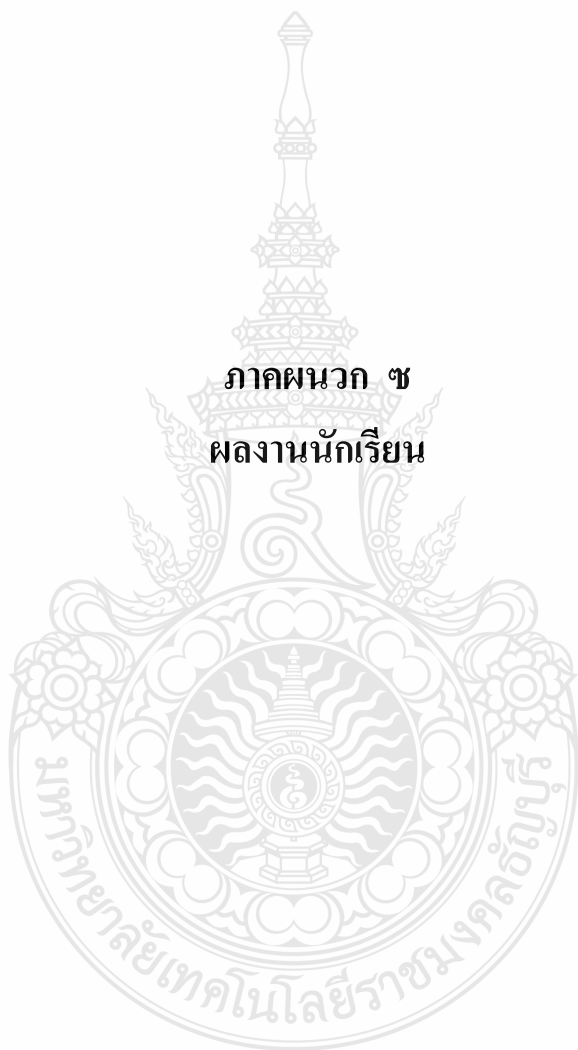 ภาคผนวก ซ
ผลงานนักเรียน
มหาวิทยาลัยเทคโนโลยีราชมงคลธัญบุรี